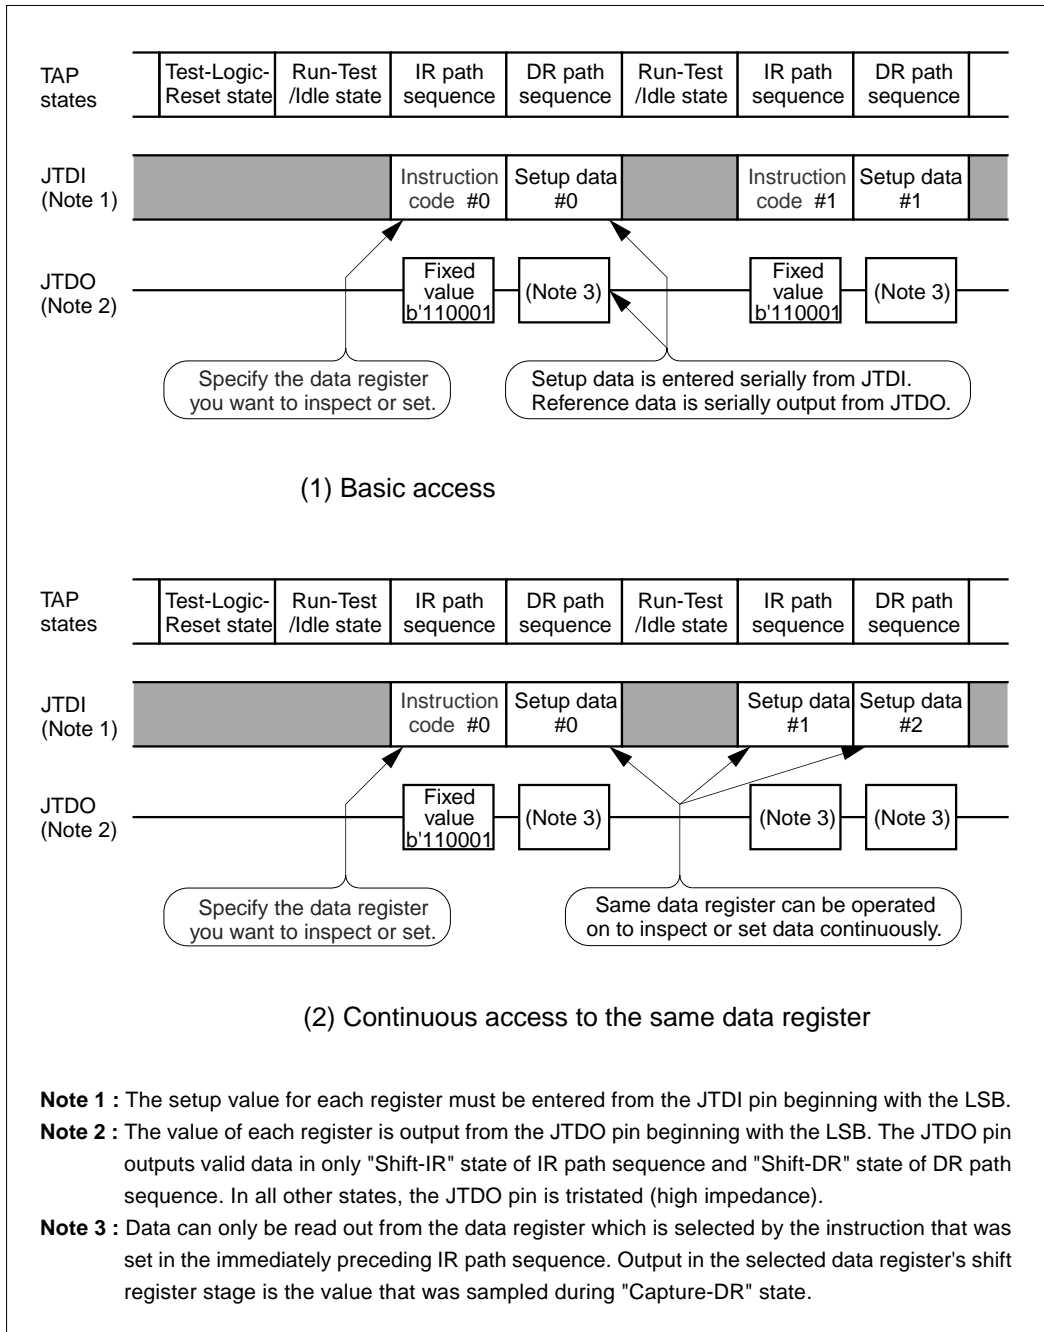 TAP
states
Test-Logic-
Reset state
Run-Test
/Idle state
IR path
sequence
DR path
sequence
Run-Test
/Idle state
IR path
sequence
DR path
sequence
JTDI
(Note 1)
Instruction
code #0
Setup data
#0
Instruction
code #1
Setup data
#1
JTDO
(Note 2)
Fixed
value
b'110001
(Note 3)
Fixed
value
b'110001
(Note 3)
Specify the data register
you want to inspect or set.
Setup data is entered serially from JTDI.
Reference data is serially output from JTDO.
(1) Basic access
TAP
states
Test-Logic-
Reset state
Run-Test
/Idle state
IR path
sequence
DR path
sequence
Run-Test
/Idle state
IR path
sequence
DR path
sequence
JTDI
(Note 1)
Instruction
code #0
Setup data
#0
Setup data
#1
Setup data
#2
JTDO
(Note 2)
Fixed
value
b'110001
(Note 3)
(Note 3)
(Note 3)
Specify the data register
you want to inspect or set.
Same data register can be operated
on to inspect or set data continuously.
(2) Continuous access to the same data register
Note 1 : The setup value for each register must be entered from the JTDI pin beginning with the LSB.
Note 2 : The value of each register is output from the JTDO pin beginning with the LSB. The JTDO pin
outputs valid data in only "Shift-IR" state of IR path sequence and "Shift-DR" state of DR path
sequence. In all other states, the JTDO pin is tristated (high impedance).
Note 3 : Data can only be read out from the data register which is selected by the instruction that was
set in the immediately preceding IR path sequence. Output in the selected data register's shift
register stage is the value that was sampled during "Capture-DR" state.